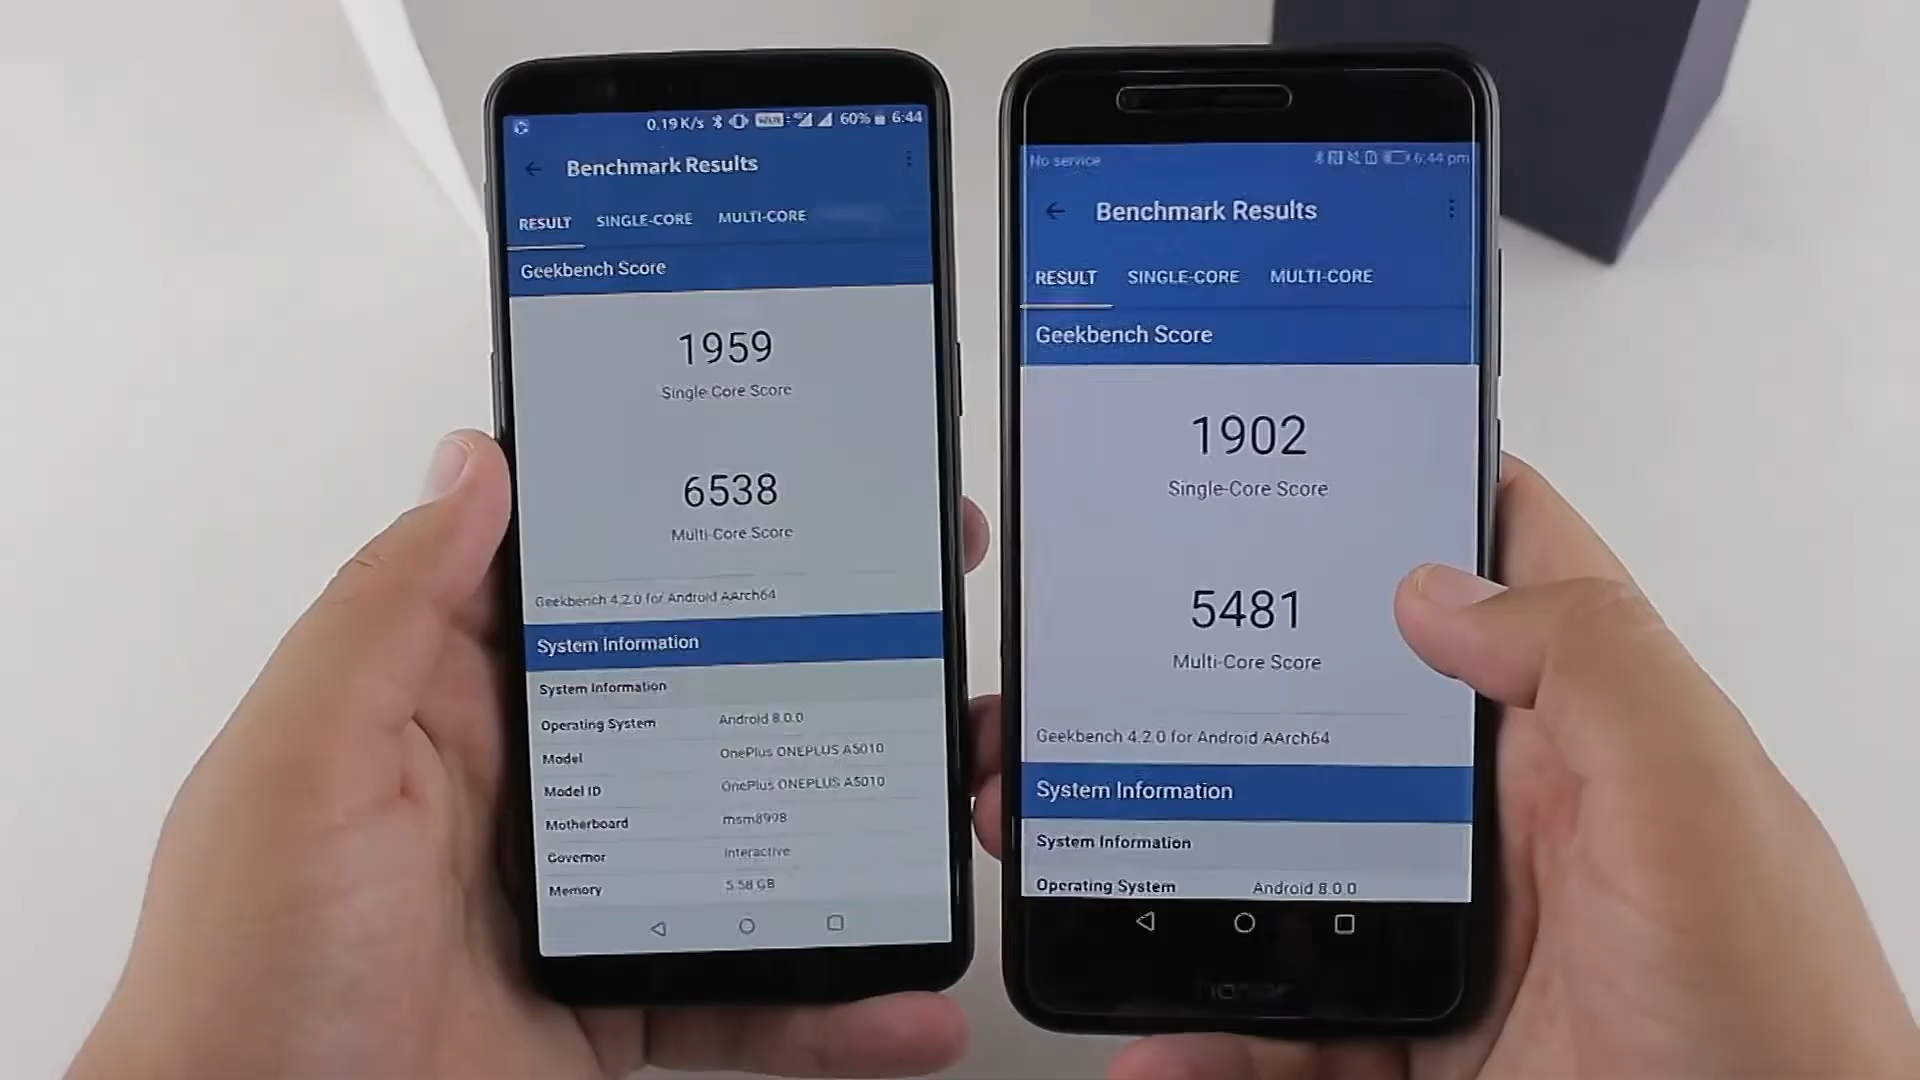 0.19 K/s 60% 6:44
Benchmark Results
RESULT SINGLE-CORE MULTI-CORE
Geekbench Score
1959
Single-Core Score
6538
Multi-Core Score
Geekbench 4.2.0 for Android AArch64
System Information
System Information
Operating System Android 8.0.0
Model OnePlus ONEPLUS A5010
Model ID OnePlus ONEPLUS A5010
Motherboard msm8998
Governor interactive
Memory 5.58 GB
No service 6:44 pm
Benchmark Results
RESULT SINGLE-CORE MULTI-CORE
Geekbench Score
1902
Single-Core Score
5481
Multi-Core Score
Geekbench 4.2.0 for Android AArch64
System Information
System Information
Operating System Android 8.0.0
honor